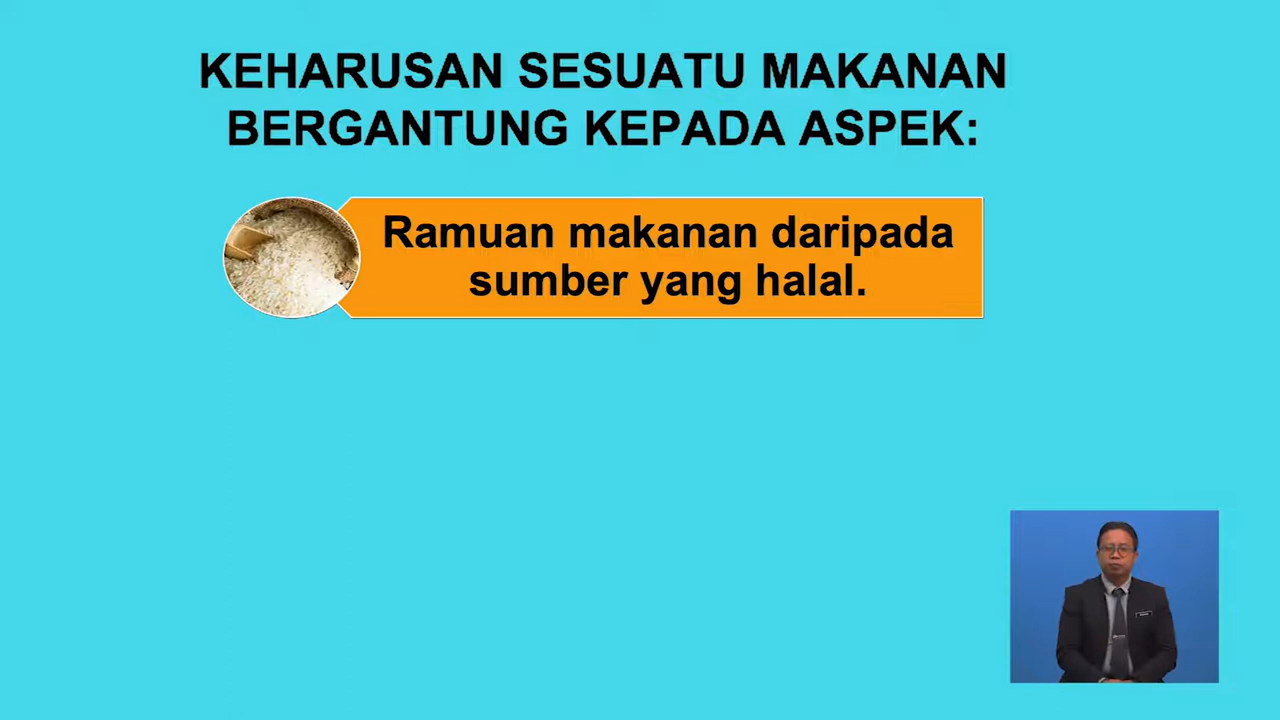 KEHARUSAN SESUATU MAKANAN
BERGANTUNG KEPADA ASPEK:
Ramuan makanan daripada
sumber yang halal.